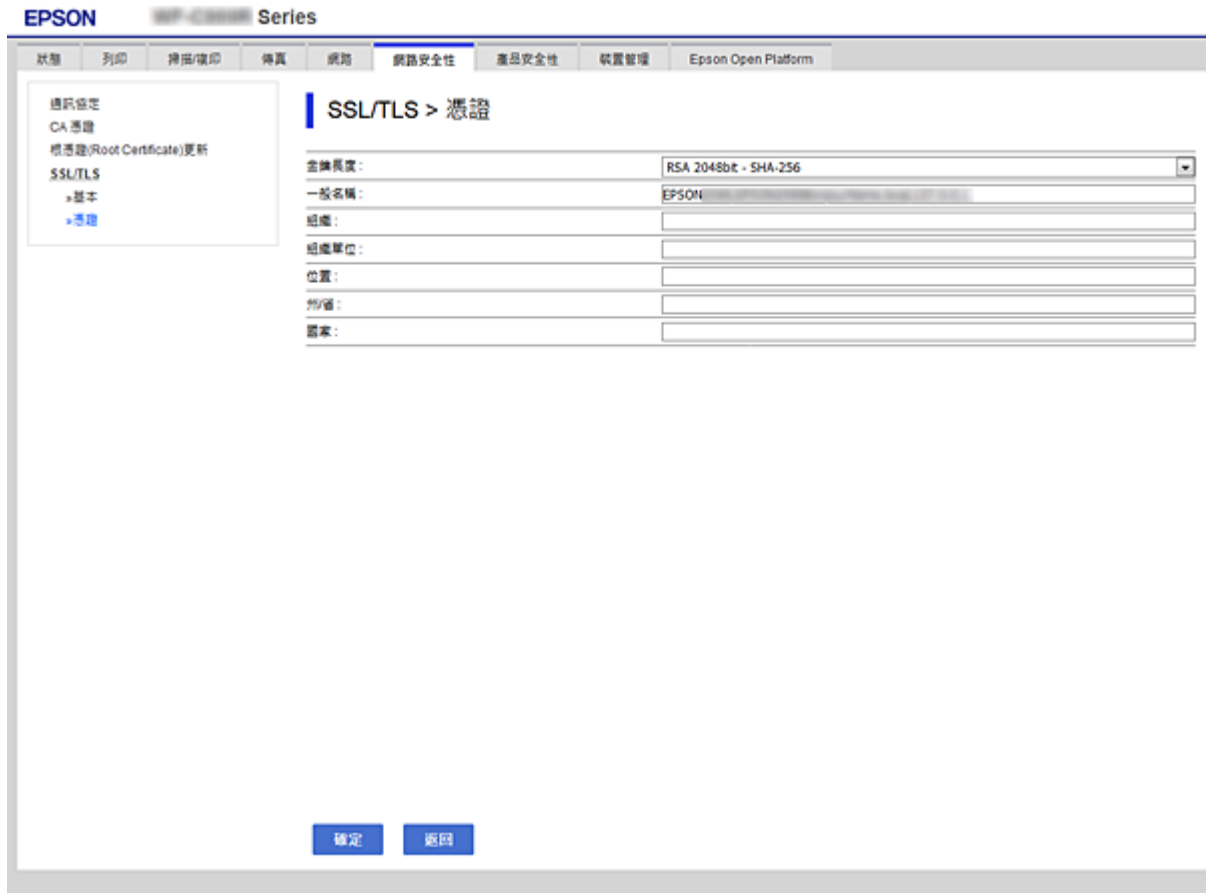 EPSON Series
狀態 列印 掃描/複印 傳真 網路 網路安全性 產品安全性 裝置管理 Epson Open Platform
通訊協定
CA 憑證
根憑證(Root Certificate)更新
SSL/TLS
»基本
»憑證
SSL/TLS > 憑證
金鑰長度 : RSA 2048bit - SHA-256
一般名稱 : EPSON
組織 :
組織單位 :
位置 :
州/省 :
國家 :
確定 返回